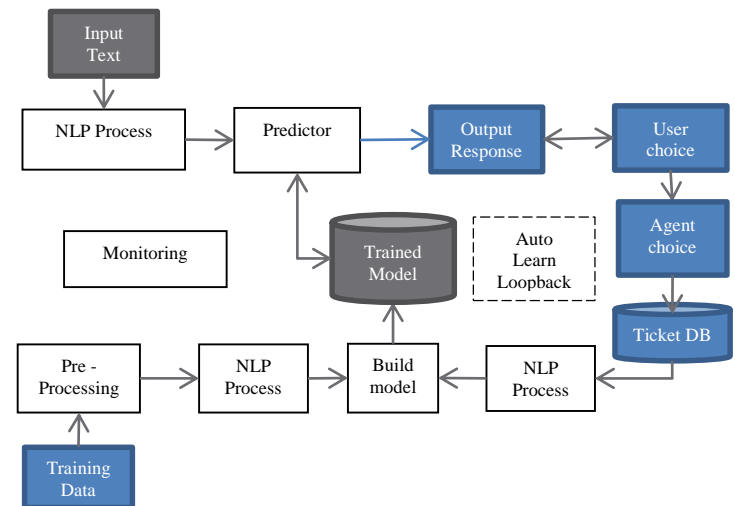 Input
Text
NLP Process
Predictor
Output
Response
User
choice
Agent
choice
Monitoring
Trained
Model
Auto
Learn
Loopback
Ticket DB
Pre -
Processing
NLP
Process
Build
model
NLP
Process
Training
Data